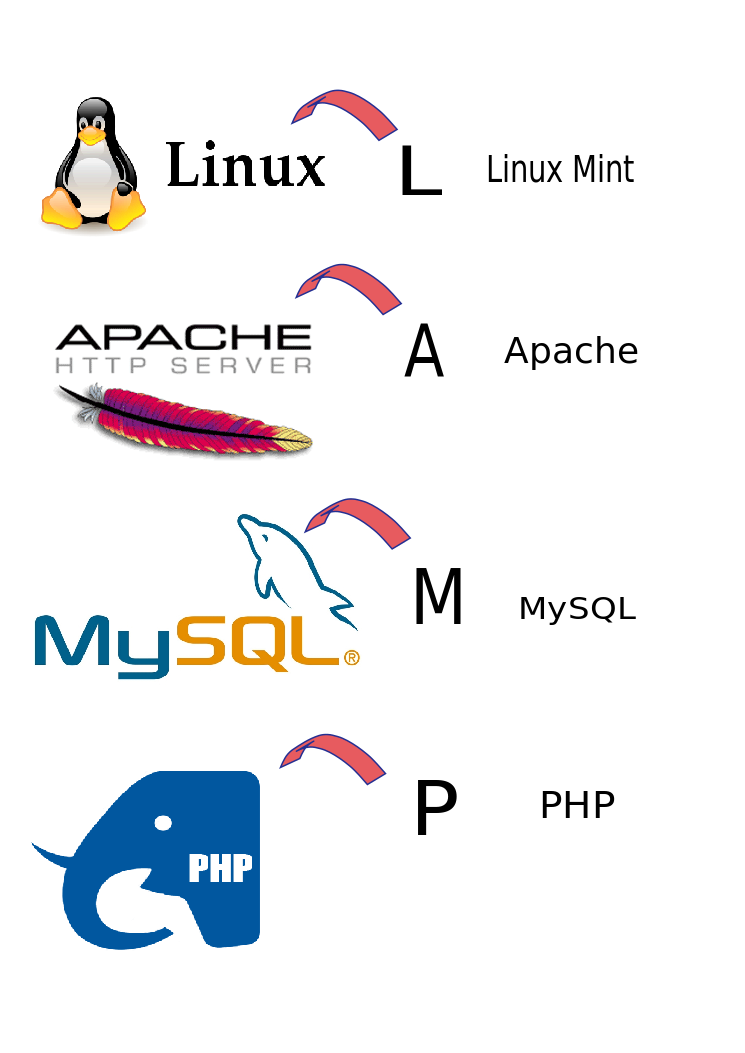 Linux L Linux Mint
APACHE
HTTP SERVER
A Apache
MySQL® M MySQL
PHP P PHP